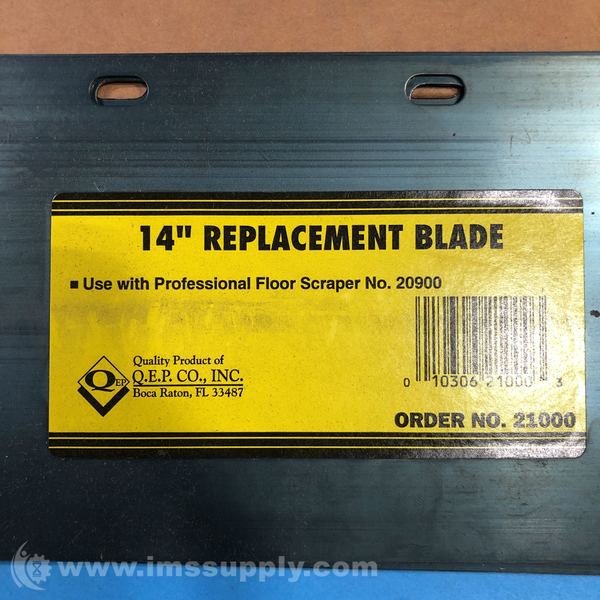 14" REPLACEMENT BLADE
■ Use with Professional Floor Scraper No. 20900
QEP
Quality Product of
Q.E.P. CO., INC.
Boca Raton, FL 33487
0 10306 21000 3
ORDER NO. 21000
www.imssupply.com